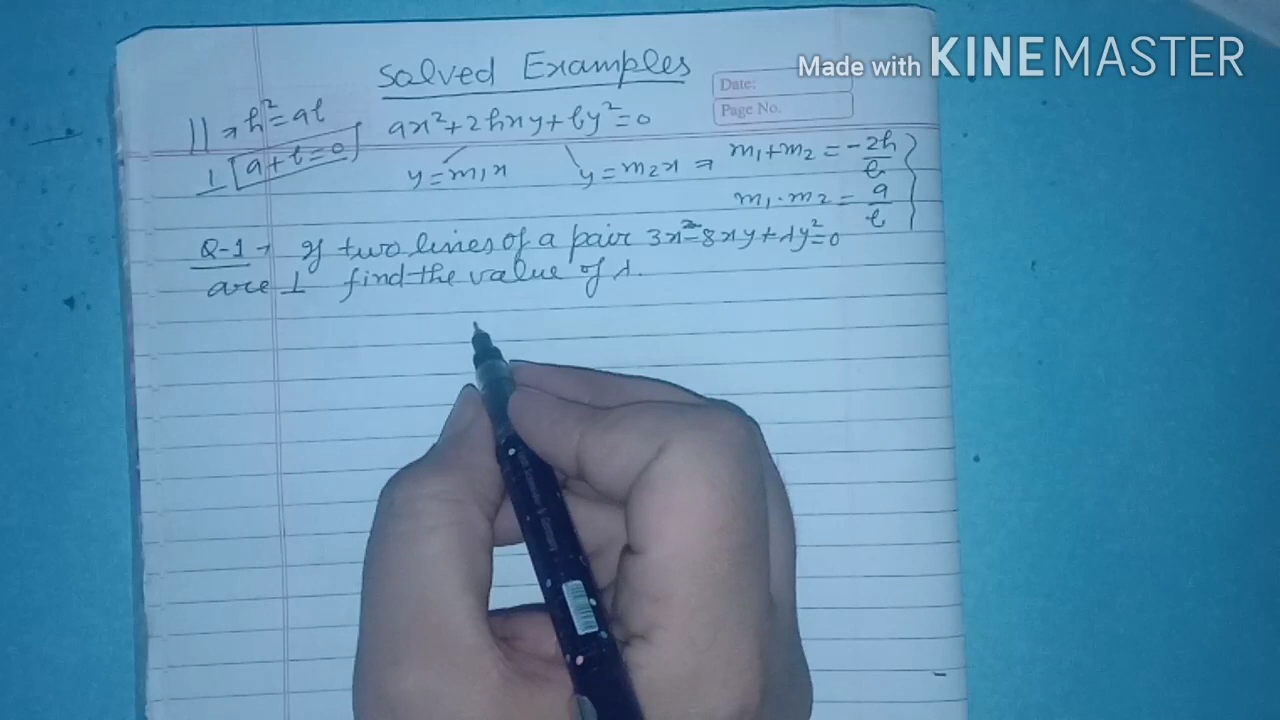 Made with KINEMASTER
Solved Examples
Date:
Page No.
|| → h²=ab
ax²+2hxy+by²=0
⊥ [a+b=0]
y=m₁x y=m₂x ⇒ m₁+m₂ = -2h/b
m₁.m₂ = a/b
Q-1→ If two lines of a pair 3x²-8xy+λy²=0
are ⊥ find the value of λ.